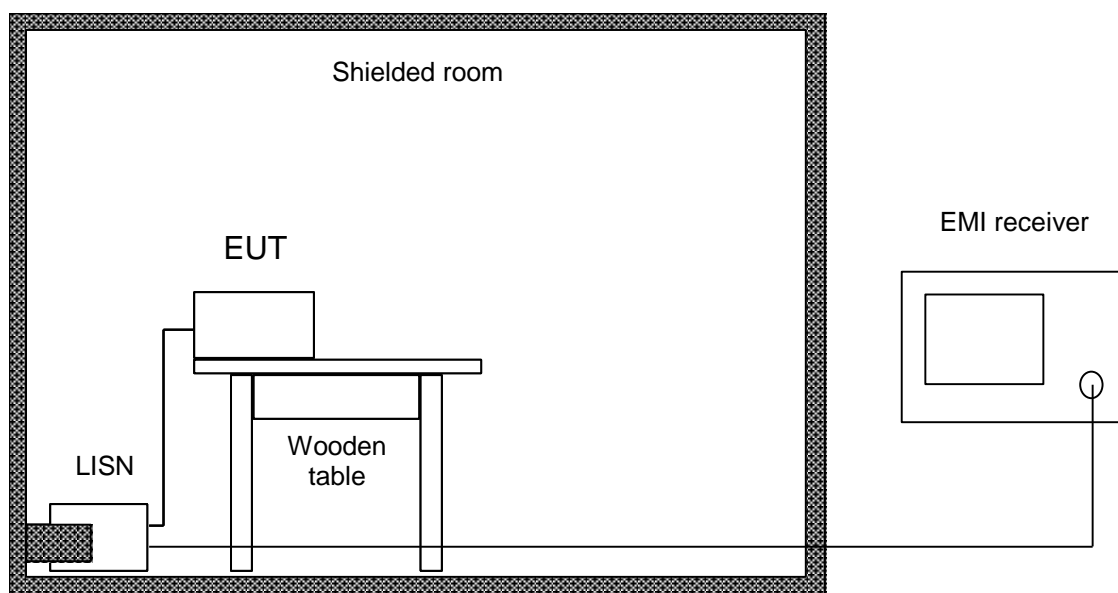 Shielded room
EMI receiver
EUT
Wooden
table
LISN